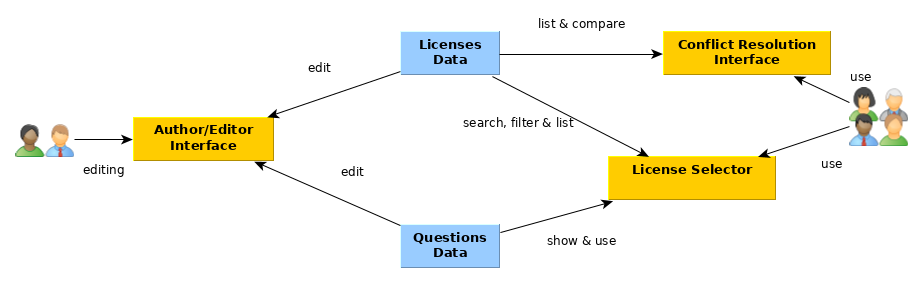 list & compare
Licenses
Data
Conflict Resolution
Interface
edit
use
search, filter & list
Author/Editor
Interface
editing
edit
License Selector
use
Questions
Data
show & use